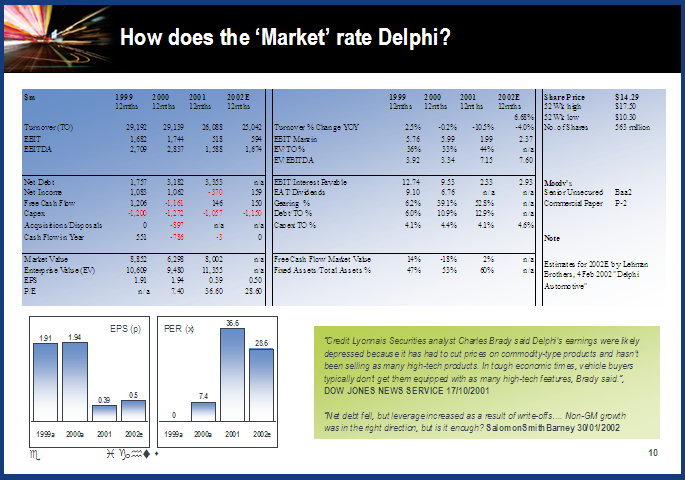 How does the ‘Market’ rate Delphi?
$m 1999 2000 2001 2002E 1999 2000 2001 2002E Share Price $14.29
12mths 12mths 12mths 12mths 12mths 12mths 12mths 12mths 52 Wk high $17.50
6.68% 52 Wk low $10.50
Turnover (TO) 29,192 29,139 26,088 25,042 Turnover % Change YOY 2.5% -0.2% -10.5% -4.0% No. of Shares 563 million
EBIT 1,682 1,744 518 594 EBIT Margin 5.76 5.99 1.99 2.37
EBITDA 2,709 2,837 1,588 1,674 EV TO % 36% 33% 44% n/a
EV EBITDA 3.92 3.34 7.15 7.60
Net Debt 1,757 3,182 3,353 n/a EBIT/Interest Payable 12.74 9.53 2.33 2.93 Moody's
Net Income 1,083 1,062 -370 159 EAT Dividends 9.10 6.76 n/a n/a Senior Unsecured Baa2
Free Cash Flow 1,206 -1,161 146 150 Gearing % 6.2% 39.1% 52.8% n/a Commercial Paper P-2
Capex -1,200 -1,272 -1,057 -1,150 Debt TO % 6.0% 10.9% 12.9% n/a
Acquisitions/Disposals 0 -897 n/a n/a Capex TO % 4.1% 4.4% 4.1% 4.6%
Cash Flow in Year 551 -786 -3 0 Note
Market Value 8,852 6,298 8,002 n/a Free Cash Flow Market Value 14% -18% 2% n/a
Enterprise Value (EV) 10,609 9,480 11,355 n/a Fixed Assets Total Assets % 47% 53% 60% n/a
EPS 1.91 1.94 0.39 0.50
P/E n/a 7.40 36.60 28.60
Estimates for 2002E by Lehman
Brothers, 4 Feb 2002 "Delphi
Automotive"
EPS (p)
1.91 1.94 0.39 0.5
1999a 2000a 2001 2002e
PER (x)
0 7.4 36.6 28.6
1999a 2000a 2001 2002e
"Credit Lyonnais Securities analyst Charles Brady said Delphi's earnings were likely
depressed because it has had to cut prices on commodity-type products and hasn't
been selling as many high-tech products. In tough economic times, vehicle buyers
typically don't get them equipped with as many high-tech features, Brady said.",
DOW JONES NEWS SERVICE 17/10/2001
"Net debt fell, but leverage increased as a result of write-offs.... Non-GM growth
was in the right direction, but is it enough? SalomonSmith Barney 30/01/2002
10